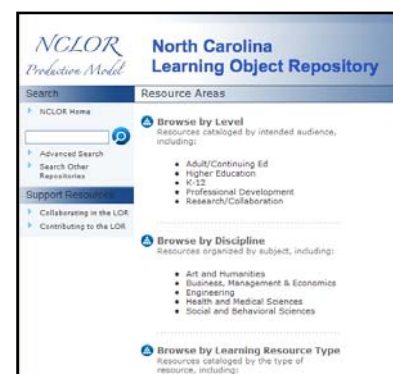 NCLOR
Production Model
North Carolina
Learning Object Repository
Search
NCLOR Home
Advanced Search
Search Other
Repositories
Support Resources
Collaborating in the LOR
Contributing to the LOR
Resource Areas
Browse by Level
Resources cataloged by intended audience,
including:
Adult/Continuing Ed
Higher Education
K-12
Professional Development
Research/Collaboration
Browse by Discipline
Resources organized by subject, including:
Art and Humanities
Business, Management & Economics
Engineering
Health and Medical Sciences
Social and Behavioral Sciences
Browse by Learning Resource Type
Resources cataloged by the type of
resource, including: